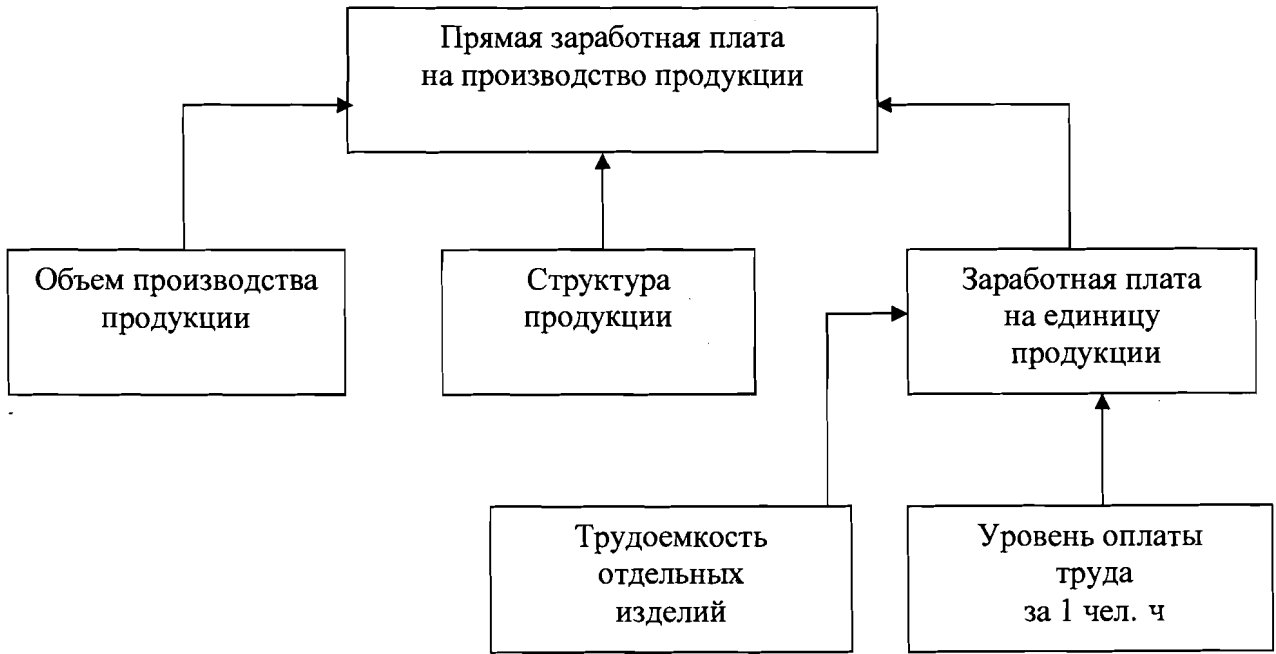 Прямая заработная плата
на производство продукции
Объем производства
продукции
Структура
продукции
Заработная плата
на единицу
продукции
Трудоемкость
отдельных
изделий
Уровень оплаты
труда
за 1 чел. ч